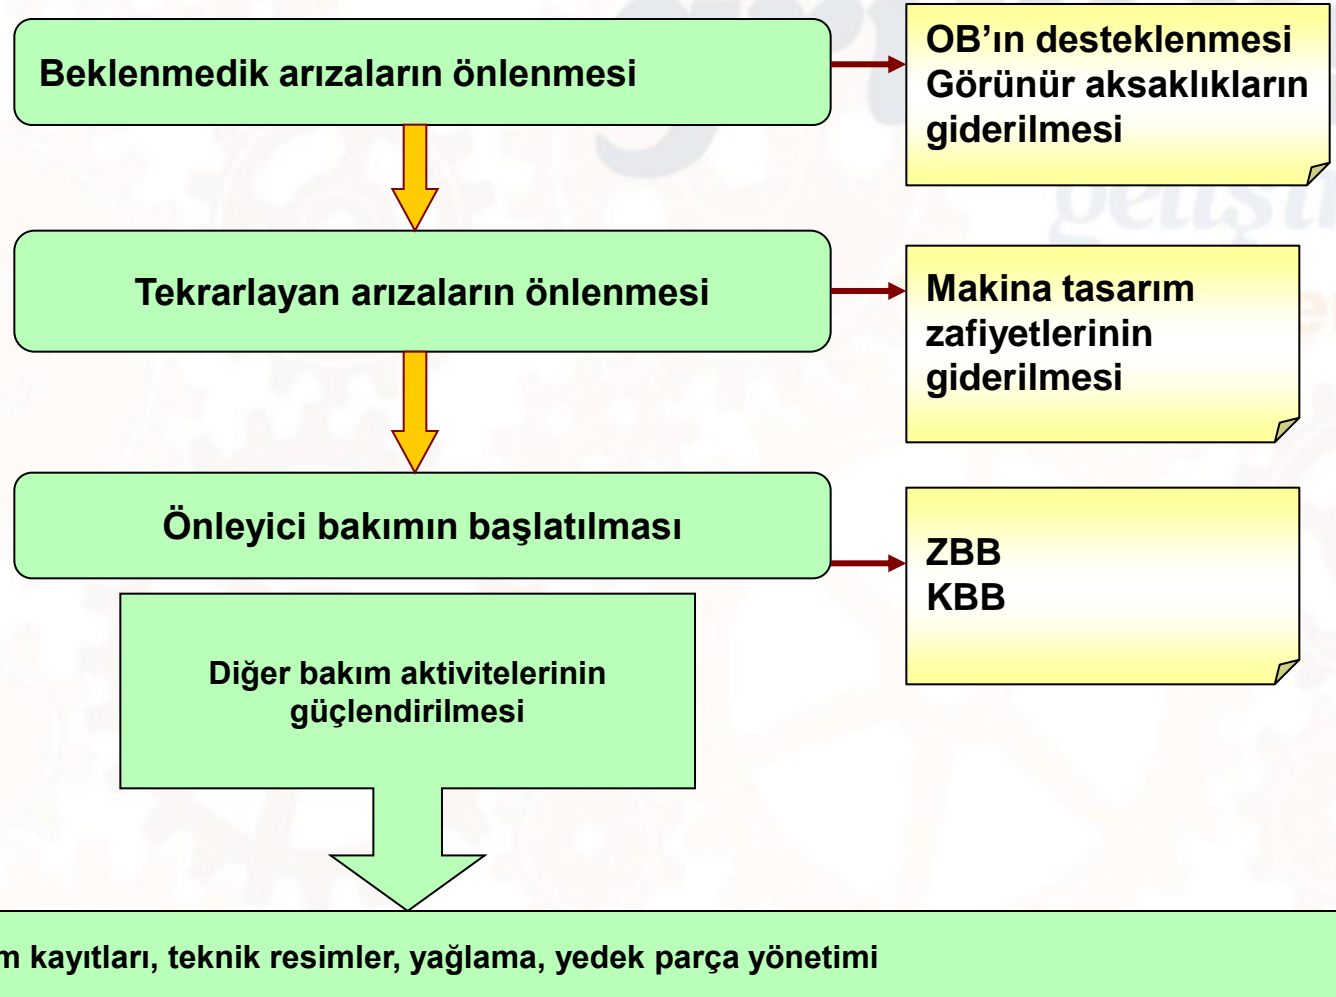 Beklenmedik arızaların önlenmesi
OB’ın desteklenmesi
Görünür aksaklıkların
giderilmesi
Tekrarlayan arızaların önlenmesi
Makina tasarım
zafiyetlerinin
giderilmesi
Önleyici bakımın başlatılması
ZBB
KBB
Diğer bakım aktivitelerinin
güçlendirilmesi
kayıtları, teknik resimler, yağlama, yedek parça yönetimi